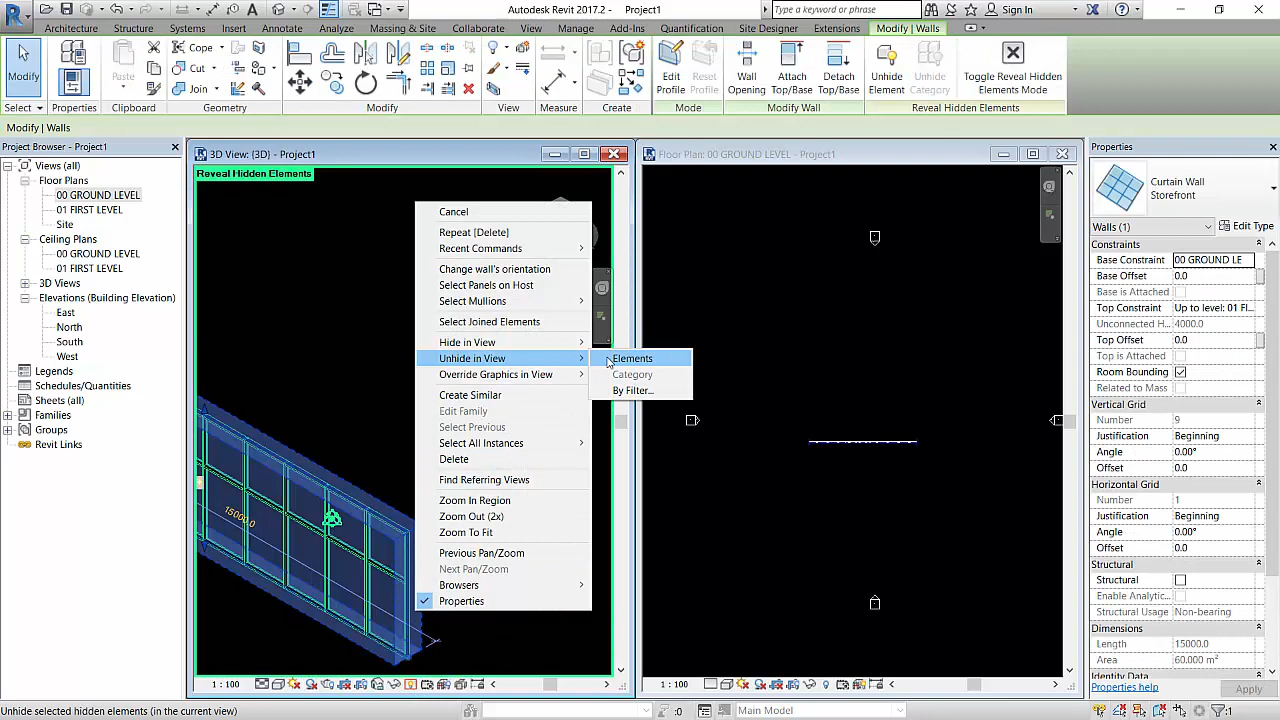 Autodesk Revit 2017.2 - Project1
Type a keyword or phrase
Sign In
Architecture Structure Systems Insert Annotate Analyze Massing & Site Collaborate View Manage Add-Ins Quantification Site Designer Extensions Modify | Walls
Modify
Paste
Cope
Cut
Join
Edit Profile
Reset Profile
Wall Opening
Attach Top/Base
Detach Top/Base
Unhide Element
Unhide Category
Toggle Reveal Hidden Elements Mode
Select Properties Clipboard Geometry Modify View Measure Create Mode Modify Wall Reveal Hidden Elements
Modify | Walls
Project Browser - Project1
Views (all)
Floor Plans
00 GROUND LEVEL
01 FIRST LEVEL
Site
Ceiling Plans
00 GROUND LEVEL
01 FIRST LEVEL
3D Views
Elevations (Building Elevation)
East
North
South
West
Legends
Schedules/Quantities
Sheets (all)
Families
Groups
Revit Links
3D View: {3D} - Project1
Reveal Hidden Elements
15000.0
1 : 100
Cancel
Repeat [Delete]
Recent Commands
Change wall's orientation
Select Panels on Host
Select Mullions
Select Joined Elements
Hide in View
Unhide in View
Override Graphics in View
Create Similar
Edit Family
Select Previous
Select All Instances
Delete
Find Referring Views
Zoom In Region
Zoom Out (2x)
Zoom To Fit
Previous Pan/Zoom
Next Pan/Zoom
Browsers
Properties
Elements
Category
By Filter...
Floor Plan: 00 GROUND LEVEL - Project1
1 : 100
Properties
Curtain Wall
Storefront
Walls (1)
Edit Type
Constraints
Base Constraint 00 GROUND LE
Base Offset 0.0
Base is Attached
Top Constraint Up to level: 01 Fl...
Unconnected H... 4000.0
Top Offset 0.0
Top is Attached
Room Bounding
Related to Mass
Vertical Grid
Number 9
Justification Beginning
Angle 0.00°
Offset 0.0
Horizontal Grid
Number 1
Justification Beginning
Angle 0.00°
Offset 0.0
Structural
Structural
Enable Analytic...
Structural Usage Non-bearing
Dimensions
Length 15000.0
Area 60.000 m²
Identity Data
Properties help
Apply
Unhide selected hidden elements (in the current view)
:0
Main Model
:1